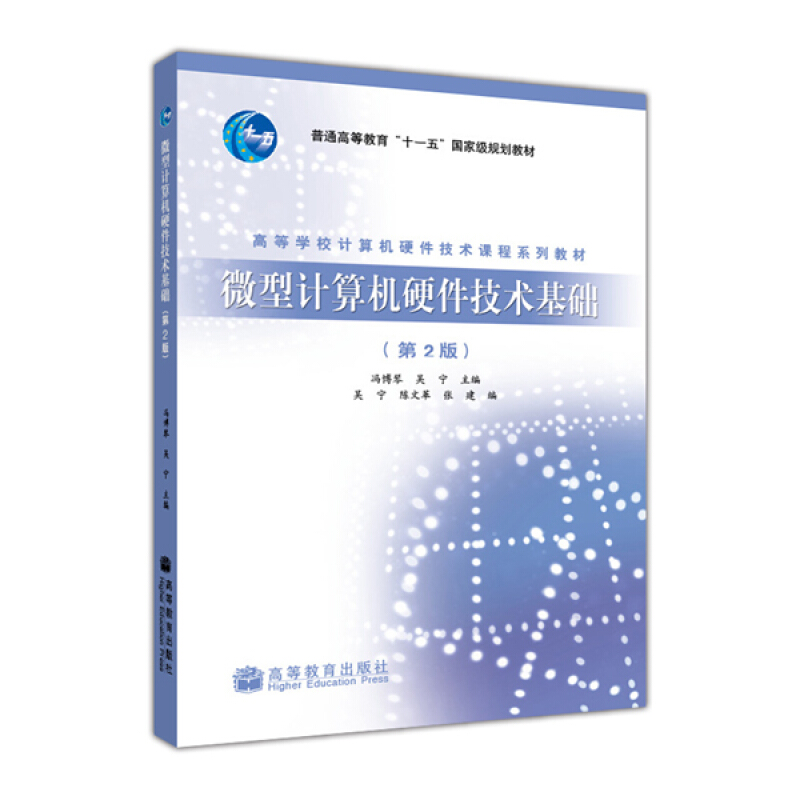 十一五
普通高等教育“十一五”国家级规划教材
高等学校计算机硬件技术课程系列教材
微型计算机硬件技术基础
（第2版）
冯博琴 吴宁 主编
吴宁 陈文革 张建 编
高等教育出版社
Higher Education Press
微型计算机硬件技术基础（第2版）
冯博琴 吴宁 主编
高等教育出版社
Higher Education Press